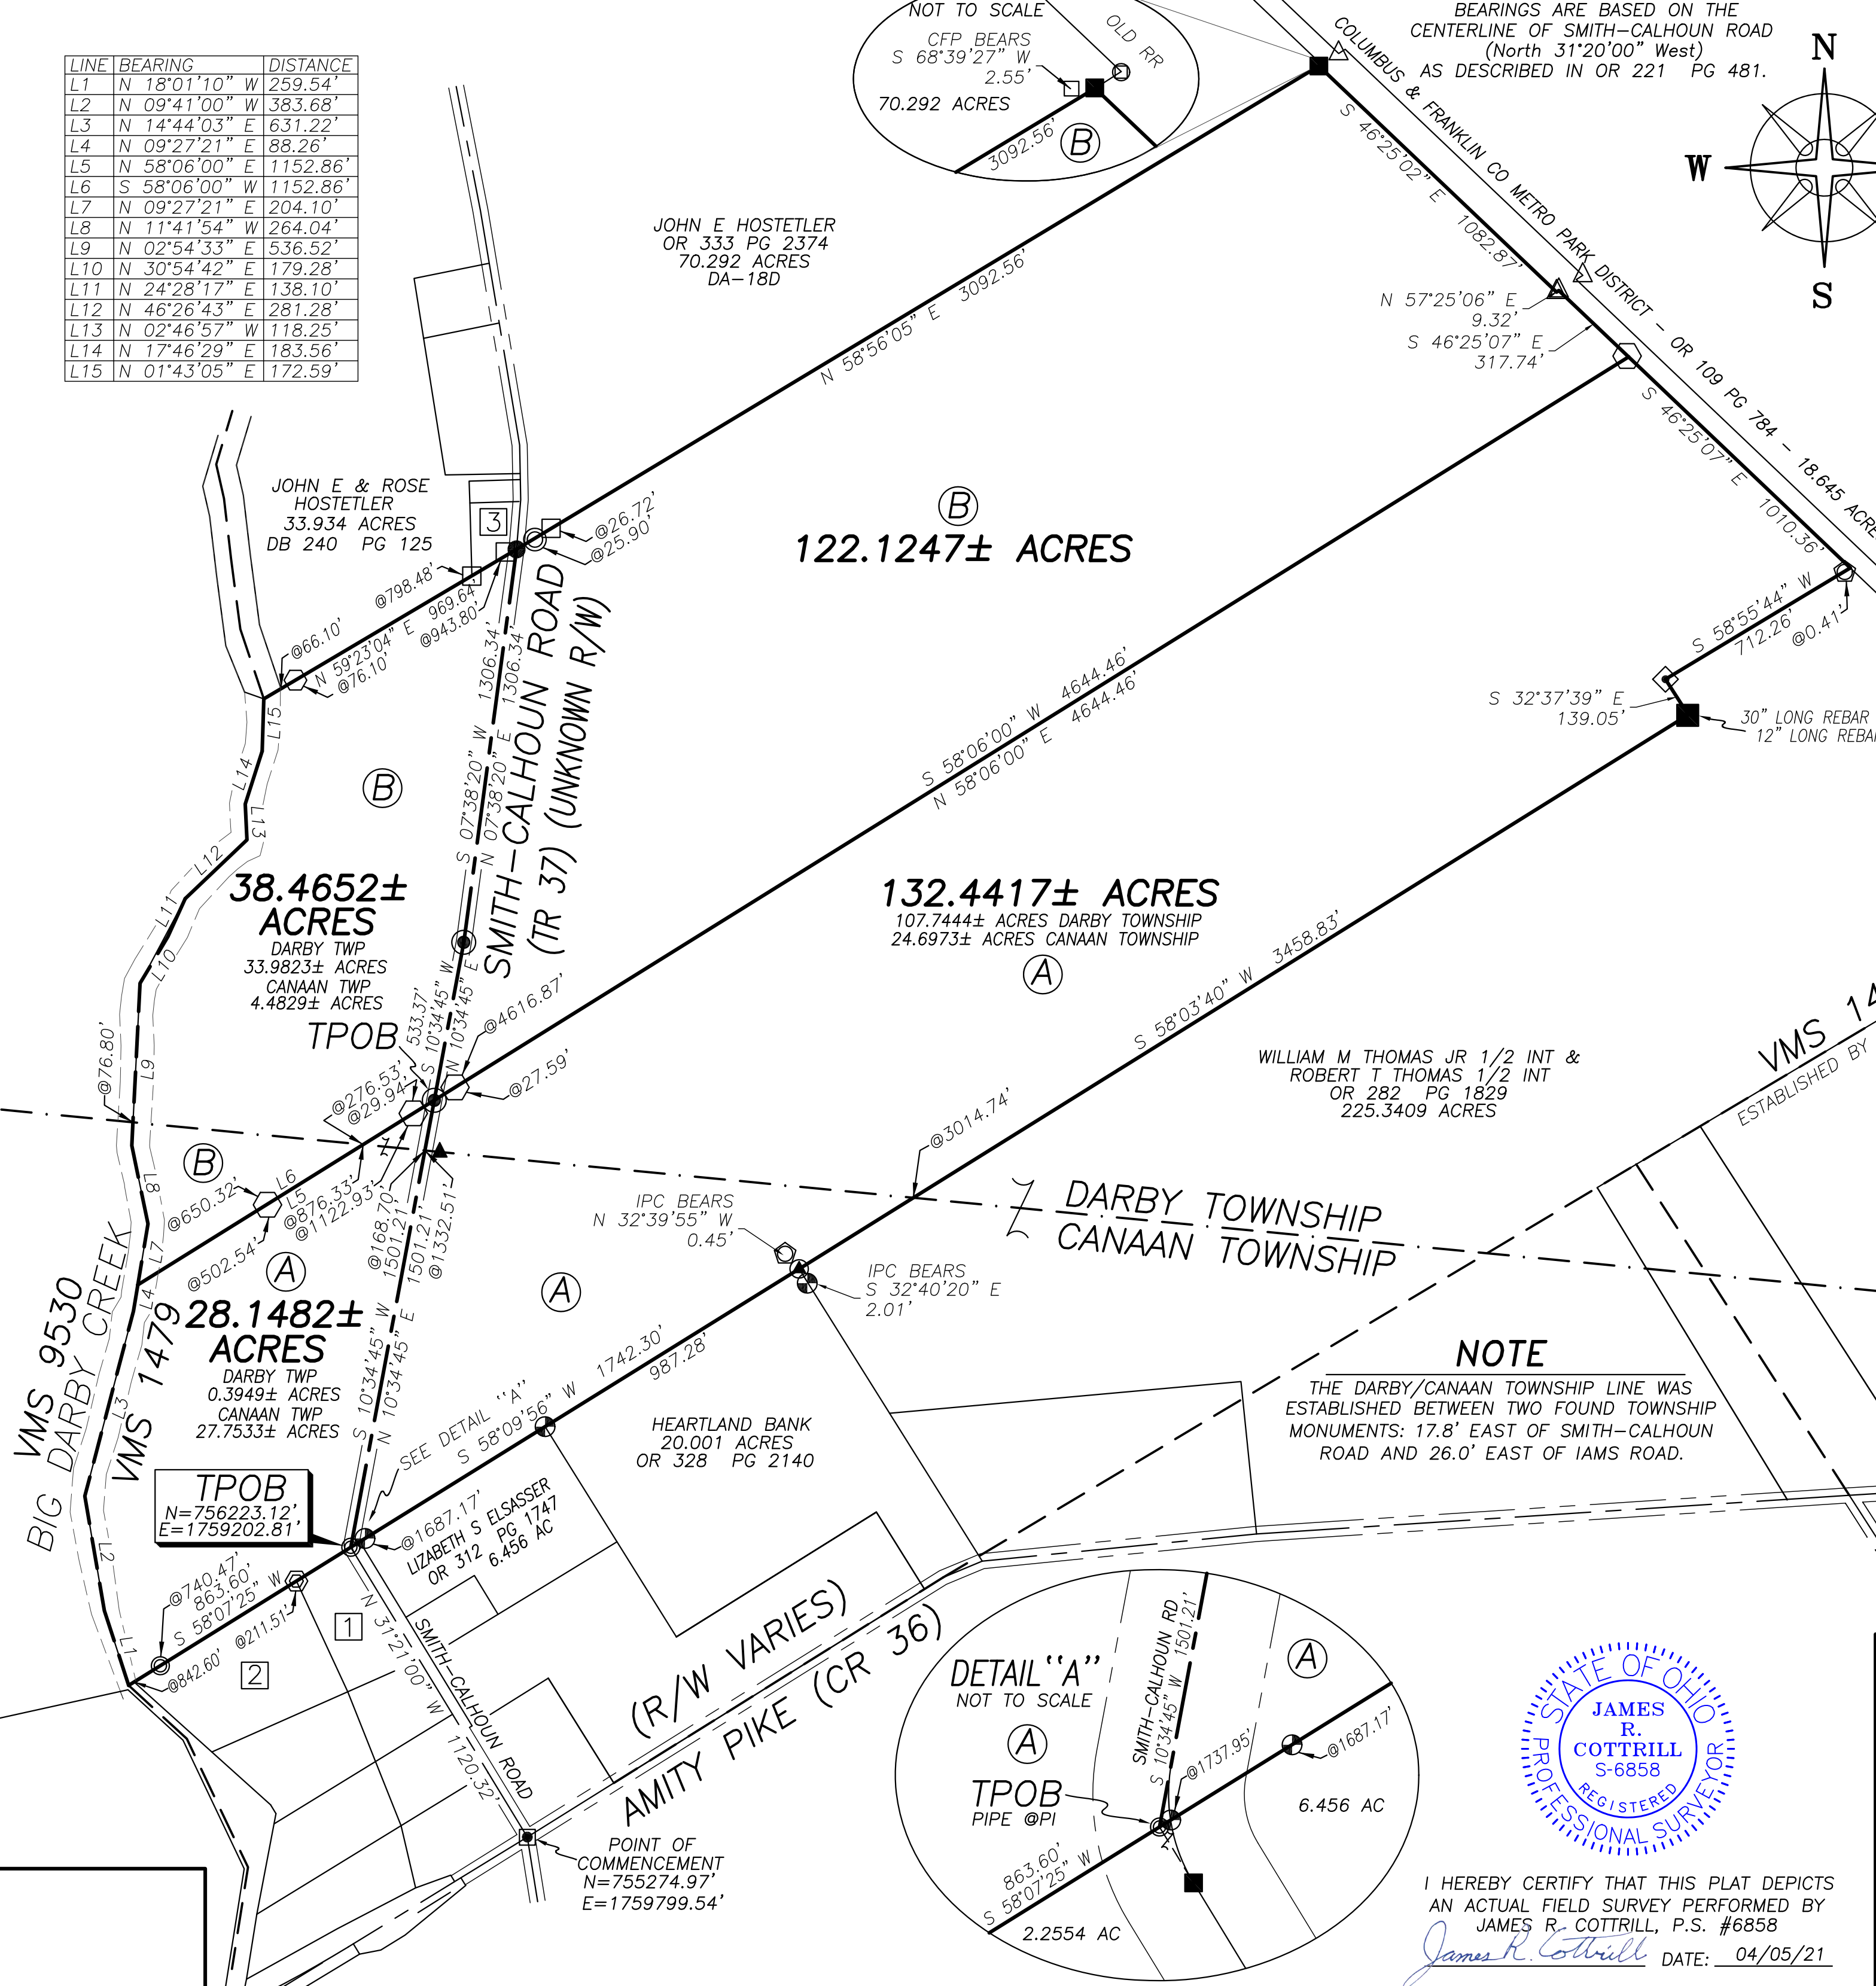 LINE BEARING DISTANCE
L1 N 18°01'10" W 259.54'
L2 N 09°41'00" W 383.68'
L3 N 14°44'03" E 631.22'
L4 N 09°27'21" E 88.26'
L5 N 58°06'00" E 1152.86'
L6 S 58°06'00" W 1152.86'
L7 N 09°27'21" E 204.10'
L8 N 11°41'54" W 264.04'
L9 N 02°54'33" E 536.52'
L10 N 30°54'42" E 179.28'
L11 N 24°28'17" E 138.10'
L12 N 46°26'43" E 281.28'
L13 N 02°46'57" W 118.25'
L14 N 17°46'29" E 183.56'
L15 N 01°43'05" E 172.59'
NOT TO SCALE
OLD RR
CFP BEARS
S 68°39'27" W
2.55'
70.292 ACRES
3092.56'
B
BEARINGS ARE BASED ON THE
CENTERLINE OF SMITH-CALHOUN ROAD
(North 31°20'00" West)
AS DESCRIBED IN OR 221 PG 481.
N
W
S
COLUMBUS & FRANKLIN CO METRO PARK DISTRICT - OR 109 PG 784 - 18.645 ACRE
S 46°25'02" E 1082.87'
N 57°25'06" E
9.32'
S 46°25'07" E
317.74'
S 46°25'07" E 1010.36'
S 58°55'44" W
712.26'
@0.41'
S 32°37'39" E
139.05'
30" LONG REBAR
12" LONG REBA
JOHN E HOSTETLER
OR 333 PG 2374
70.292 ACRES
DA-18D
N 58°56'05" E 3092.56'
JOHN E & ROSE
HOSTETLER
33.934 ACRES
DB 240 PG 125
3
@26.72'
@25.90'
@798.48'
969.64'
@943.80'
N 59°23'04" E
@66.10'
@76.10'
B
122.1247± ACRES
S 07°38'20" W 1306.34'
N 07°38'20" E 1306.34'
SMITH-CALHOUN ROAD
(TR 37) (UNKNOWN R/W)
S 58°06'00" W 4644.46'
N 58°06'00" E 4644.46'
L15
L14
L13
L12
L11
L10
B
38.4652±
ACRES
DARBY TWP
33.9823± ACRES
CANAAN TWP
4.4829± ACRES
TPOB
S 10°34'45" W 533.37'
N 10°34'45" E
@4616.87'
@27.59'
@276.53'
@29.94'
@76.80'
L9
L8
132.4417± ACRES
107.7444± ACRES DARBY TOWNSHIP
24.6973± ACRES CANAAN TOWNSHIP
A
S 58°03'40" W 3458.83'
@3014.74'
WILLIAM M THOMAS JR 1/2 INT &
ROBERT T THOMAS 1/2 INT
OR 282 PG 1829
225.3409 ACRES
VMS 14
ESTABLISHED BY
DARBY TOWNSHIP
CANAAN TOWNSHIP
B
@650.32'
L6
L5
@876.33'
@1122.93'
@502.54'
A
L7
L4
L3
L2
L1
VMS 9530
BIG DARBY CREEK
VMS 1479
28.1482±
ACRES
DARBY TWP
0.3949± ACRES
CANAAN TWP
27.7533± ACRES
@168.70'
1501.21'
1501.21'
@1332.51'
S 10°34'45" W
N 10°34'45" E
A
IPC BEARS
N 32°39'55" W
0.45'
IPC BEARS
S 32°40'20" E
2.01'
SEE DETAIL "A"
S 58°09'56" W 1742.30'
987.28'
HEARTLAND BANK
20.001 ACRES
OR 328 PG 2140
@1687.17'
LIZABETH S ELSASSER
OR 312 PG 1747
6.456 AC
TPOB
N=756223.12'
E=1759202.81'
@740.47'
863.60'
S 58°07'25" W
@211.51'
@842.60'
1
2
N 31°21'00" W 1120.32'
SMITH-CALHOUN ROAD
(R/W VARIES)
AMITY PIKE (CR 36)
POINT OF
COMMENCEMENT
N=755274.97'
E=1759799.54'
NOTE
THE DARBY/CANAAN TOWNSHIP LINE WAS
ESTABLISHED BETWEEN TWO FOUND TOWNSHIP
MONUMENTS: 17.8' EAST OF SMITH-CALHOUN
ROAD AND 26.0' EAST OF IAMS ROAD.
DETAIL "A"
NOT TO SCALE
A
TPOB
PIPE @PI
SMITH-CALHOUN RD
S 10°34'45" W 1501.21'
A
@1737.95'
@1687.17'
6.456 AC
863.60'
S 58°07'25" W
2.2554 AC
STATE OF OHIO
JAMES
R.
COTTRILL
S-6858
REGISTERED
PROFESSIONAL SURVEYOR
I HEREBY CERTIFY THAT THIS PLAT DEPICTS
AN ACTUAL FIELD SURVEY PERFORMED BY
JAMES R. COTTRILL, P.S. #6858
James R. Cottrill DATE: 04/05/21